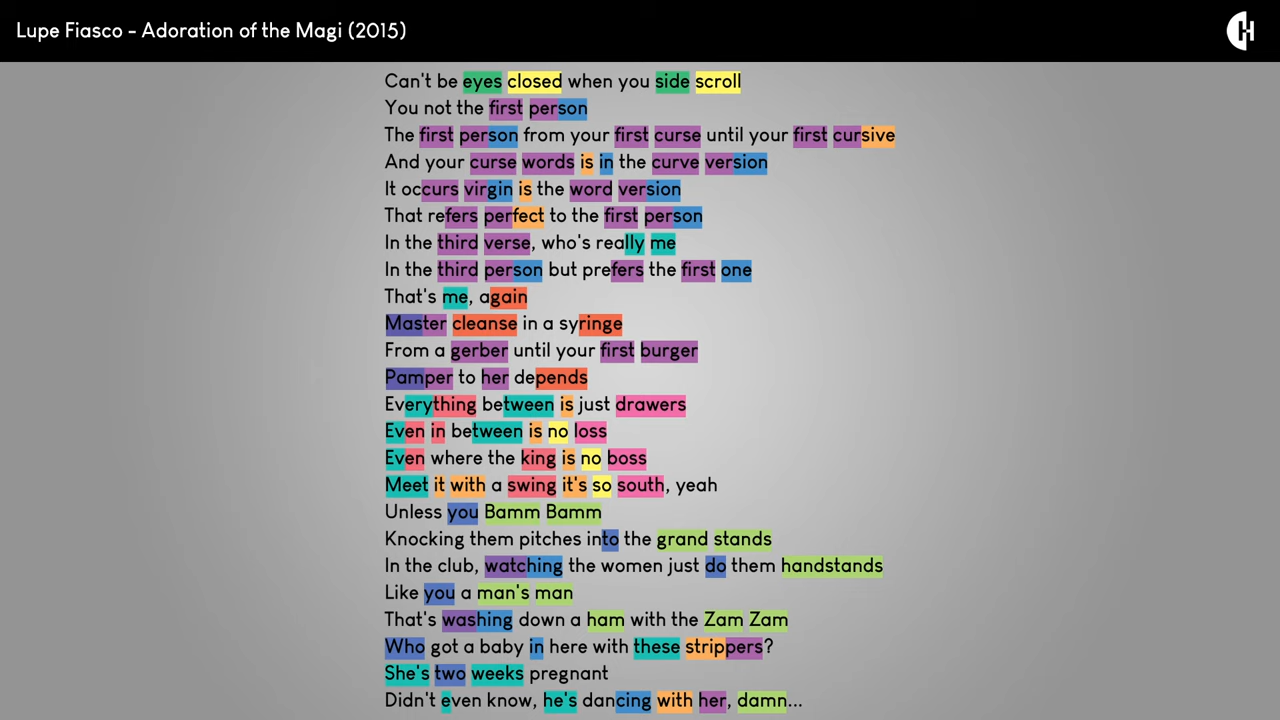 Lupe Fiasco - Adoration of the Magi (2015)
Can't be eyes closed when you side scroll
You not the first person
The first person from your first curse until your first cursive
And your curse words is in the curve version
It occurs virgin is the word version
That refers perfect to the first person
In the third verse, who's really me
In the third person but prefers the first one
That's me, again
Master cleanse in a syringe
From a gerber until your first burger
Pamper to her depends
Everything between is just drawers
Even in between is no loss
Even where the king is no boss
Meet it with a swing it's so south, yeah
Unless you Bamm Bamm
Knocking them pitches into the grand stands
In the club, watching the women just do them handstands
Like you a man's man
That's washing down a ham with the Zam Zam
Who got a baby in here with these strippers?
She's two weeks pregnant
Didn't even know, he's dancing with her, damn...